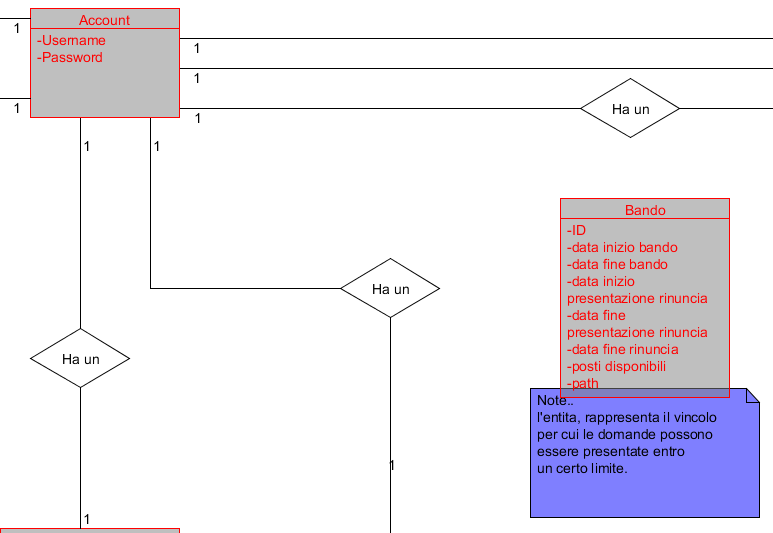 Account
-Username
-Password
1
1
1
1
1
Ha un
1
1
Ha un
Ha un
1
1
Bando
-ID
-data inizio bando
-data fine bando
-data inizio
presentazione rinuncia
-data fine
presentazione rinuncia
-data fine rinuncia
-posti disponibili
-path
Note..
l'entita, rappresenta il vincolo
per cui le domande possono
essere presentate entro
un certo limite.